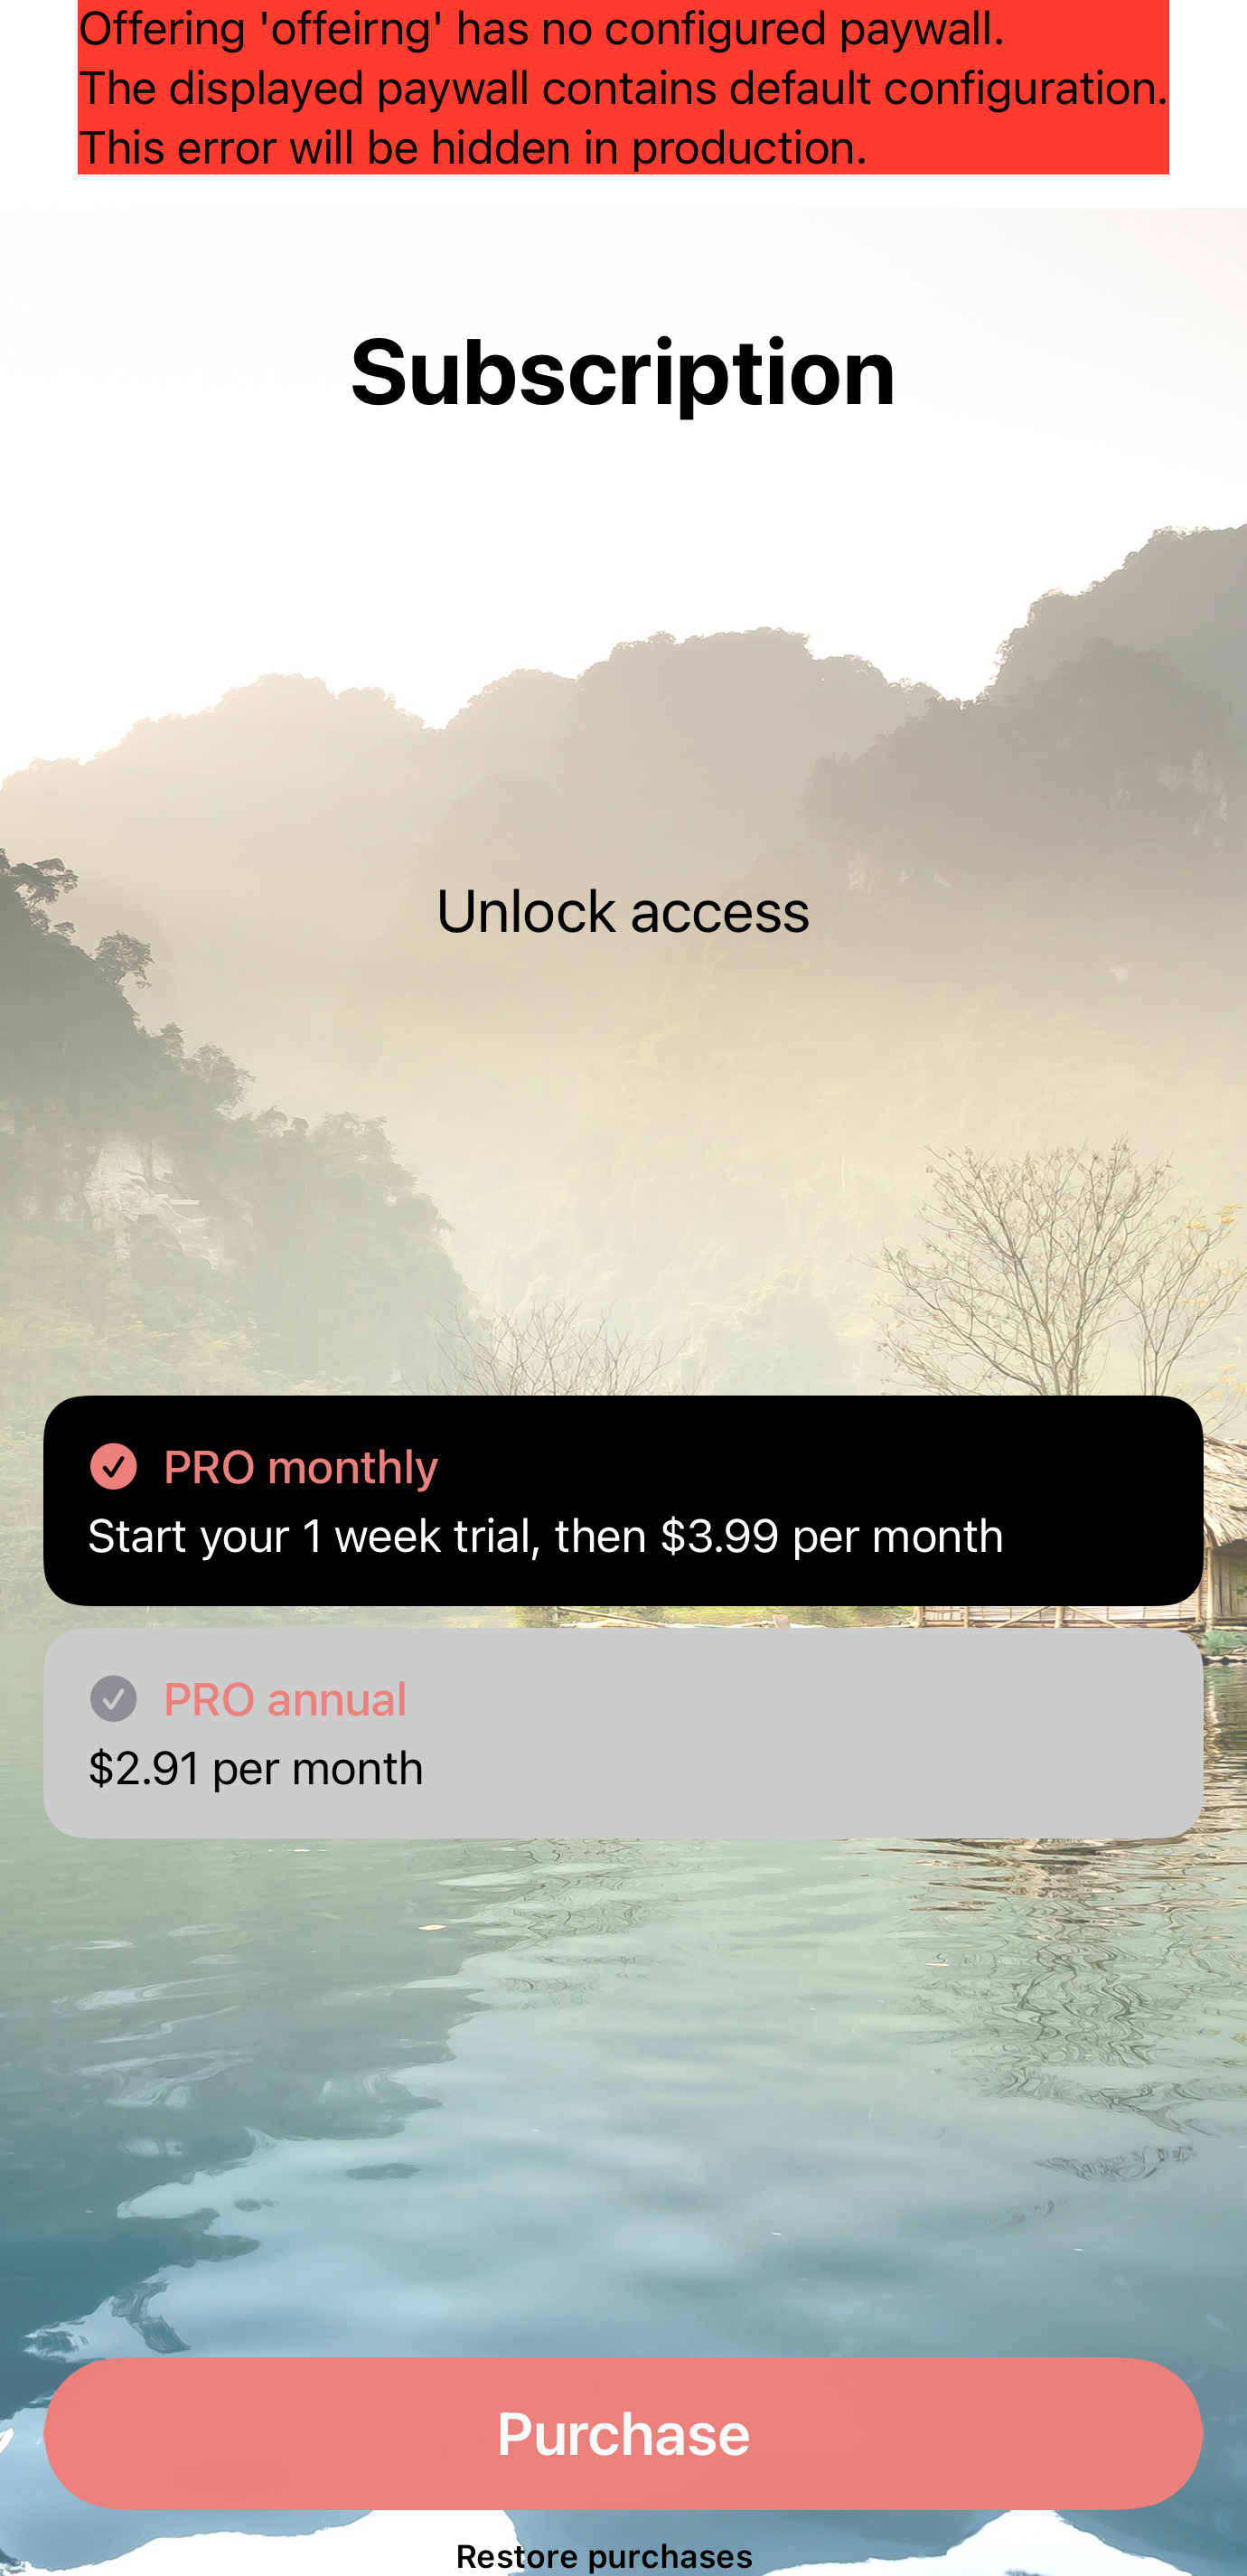 Offering 'offeirng' has no configured paywall.
The displayed paywall contains default configuration.
This error will be hidden in production.
Subscription
Unlock access
PRO monthly
Start your 1 week trial, then $3.99 per month
PRO annual
$2.91 per month
Purchase
Restore purchases